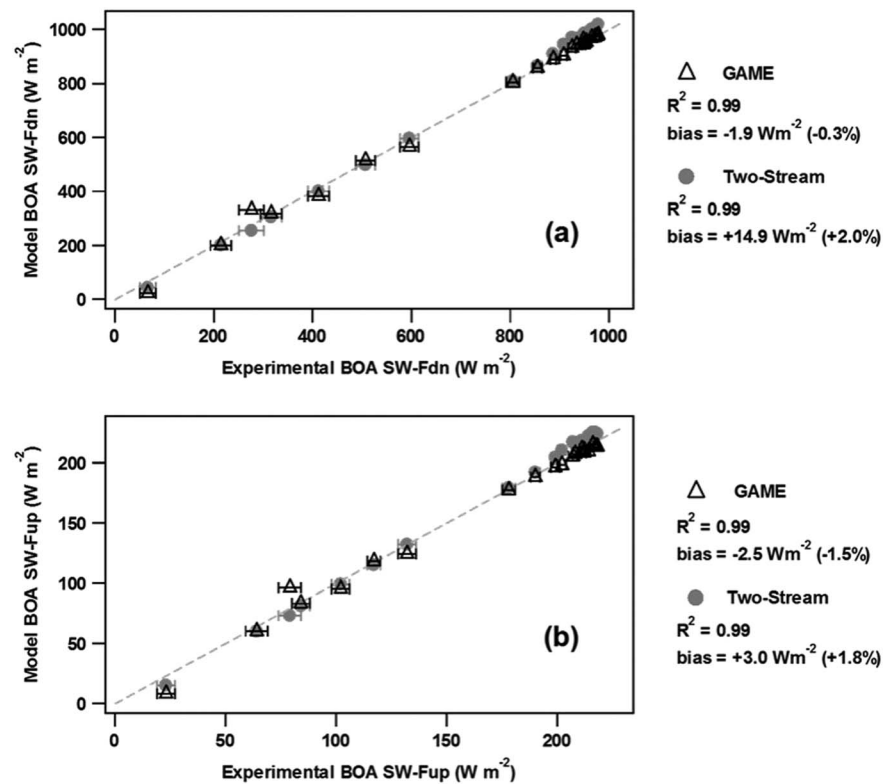 1000
800
600
400
200
0
Model BOA SW-Fdn (W m-2)
(a)
0 200 400 600 800 1000
Experimental BOA SW-Fdn (W m-2)
GAME
R2 = 0.99
bias = -1.9 Wm-2 (-0.3%)
Two-Stream
R2 = 0.99
bias = +14.9 Wm-2 (+2.0%)
200
150
100
50
0
Model BOA SW-Fup (W m-2)
(b)
0 50 100 150 200
Experimental BOA SW-Fup (W m-2)
GAME
R2 = 0.99
bias = -2.5 Wm-2 (-1.5%)
Two-Stream
R2 = 0.99
bias = +3.0 Wm-2 (+1.8%)